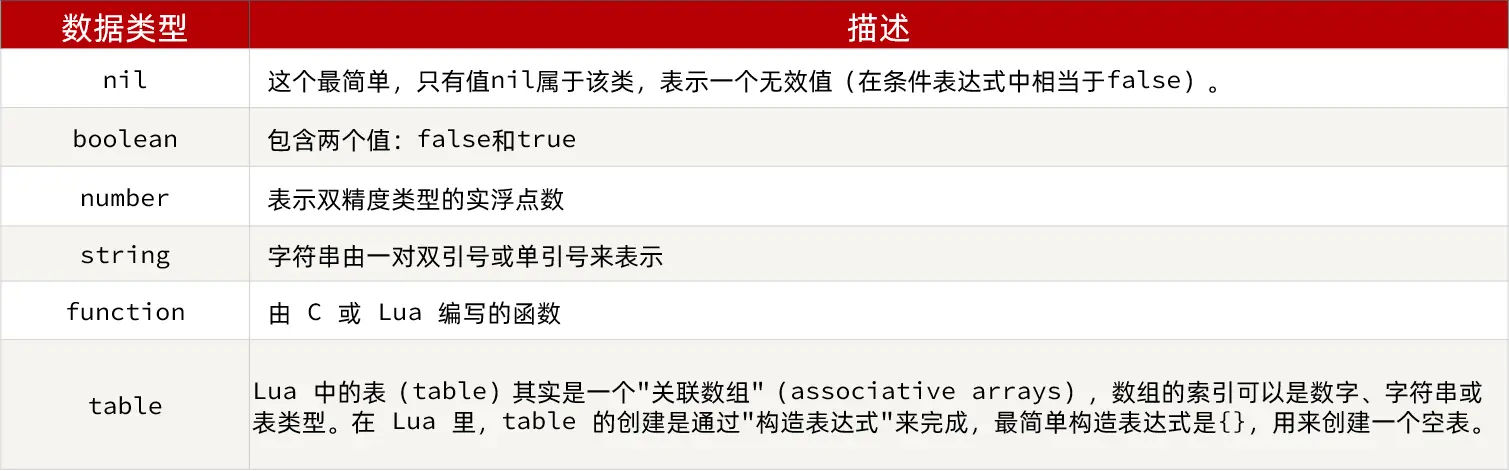 数据类型 描述
nil 这个最简单，只有值nil属于该类，表示一个无效值（在条件表达式中相当于false）。
boolean 包含两个值：false和true
number 表示双精度类型的实浮点数
string 字符串由一对双引号或单引号来表示
function 由 C 或 Lua 编写的函数
table Lua 中的表（table）其实是一个"关联数组"（associative arrays），数组的索引可以是数字、字符串或
表类型。在 Lua 里，table 的创建是通过"构造表达式"来完成，最简单构造表达式是{}，用来创建一个空表。